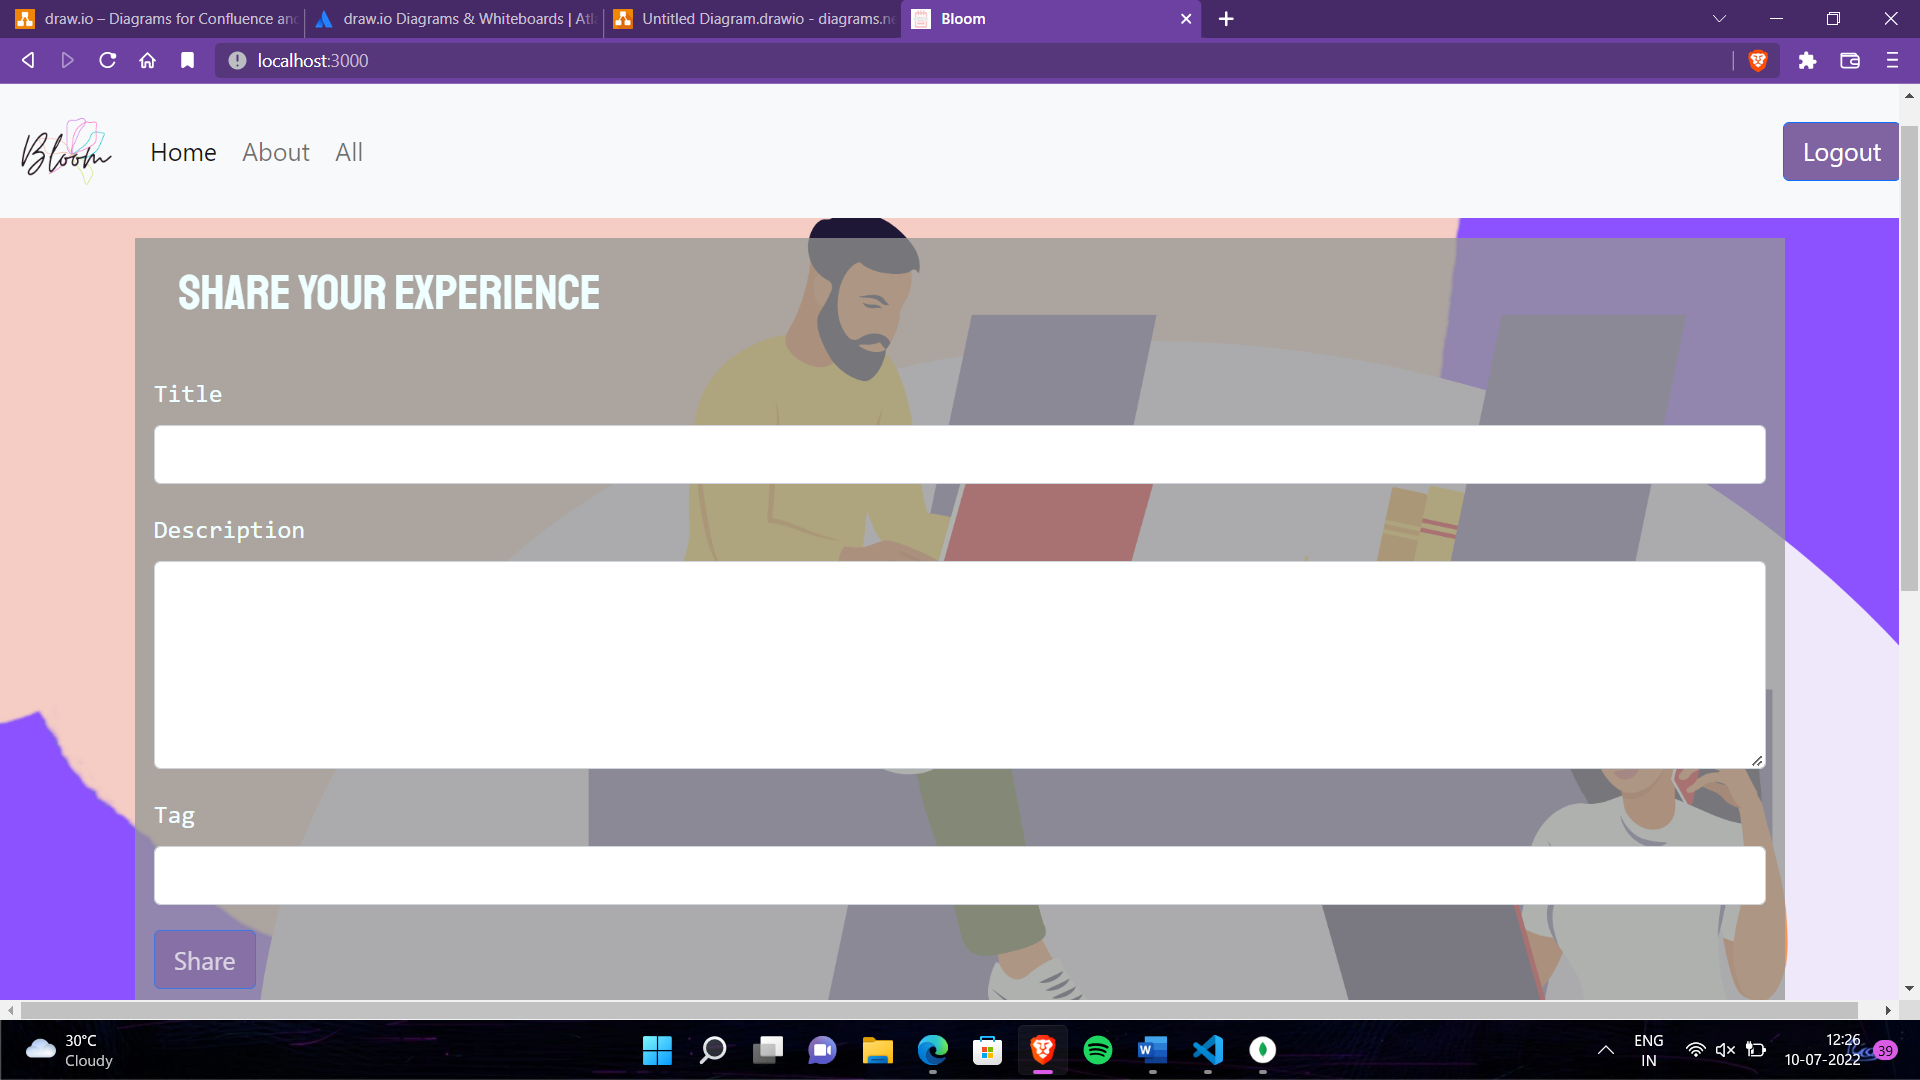 draw.io – Diagrams for Confluence an
draw.io Diagrams & Whiteboards | Atl
Untitled Diagram.drawio - diagrams.ne
Bloom
localhost:3000
Bloom
Home
About
All
Logout
SHARE YOUR EXPERIENCE
Title
Description
Tag
Share
30°C
Cloudy
ENG
IN
12:26
10-07-2022
39